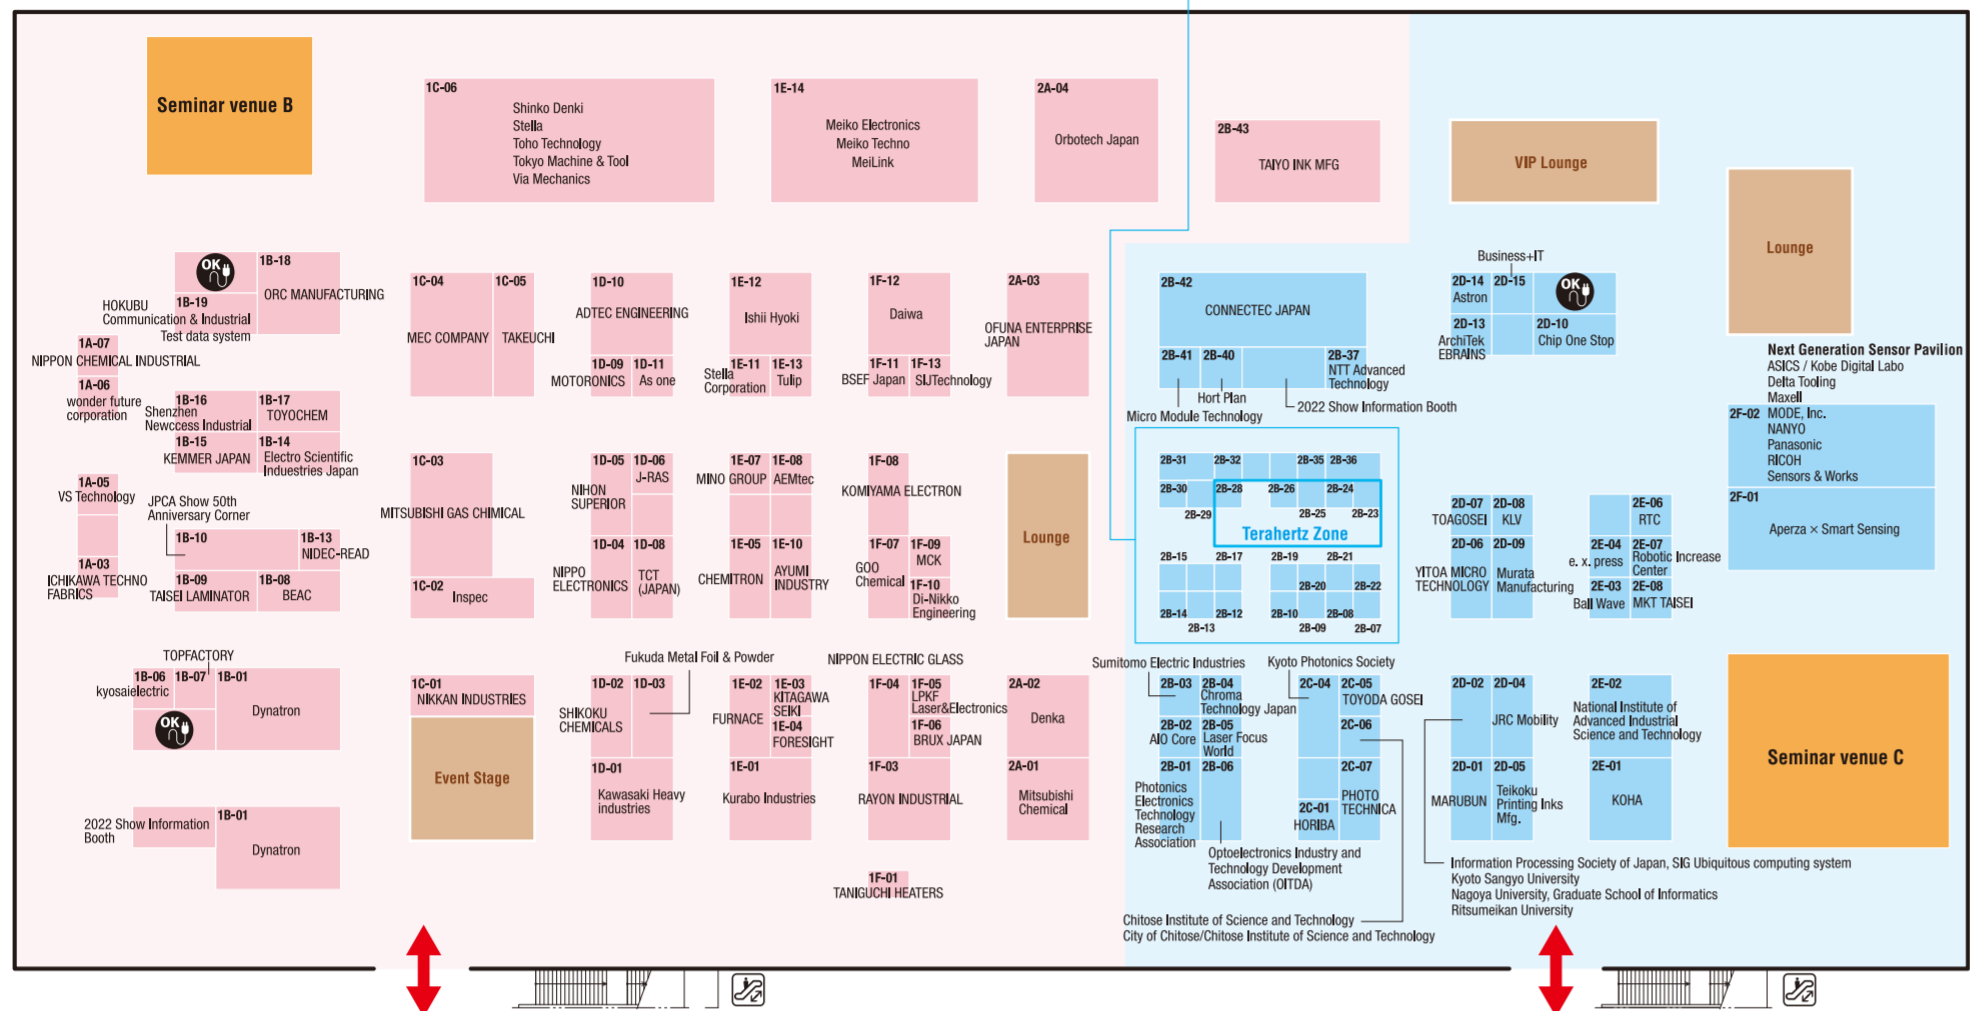 Seminar venue B
1C-06
Shinko Denki
Stella
Toho Technology
Tokyo Machine & Tool
Via Mechanics
1E-14
Meiko Electronics
Meiko Techno
MeiLink
2A-04
Orbotech Japan
2B-43
TAIYO INK MFG
VIP Lounge
Lounge
OK
1B-18
ORC MANUFACTURING
HOKUBU
1B-19
Communication & Industrial
Test data system
1A-07
NIPPON CHEMICAL INDUSTRIAL
1A-06
wonder future
corporation
1B-16
Shenzhen
Newccess Industrial
1B-17
TOYOCHEM
1B-15
KEMMER JAPAN
1B-14
Electro Scientific
Induestries Japan
1A-05
VS Technology
JPCA Show 50th
Anniversary Corner
1B-10
1B-13
NIDEC-READ
1A-03
ICHIKAWA TECHNO
FABRICS
1B-09
TAISEI LAMINATOR
1B-08
BEAC
TOPFACTORY
1B-06
kyosaielectric
1B-07
1B-01
Dynatron
OK
2022 Show Information
Booth
1B-01
Dynatron
1C-04
MEC COMPANY
1C-05
TAKEUCHI
1C-03
MITSUBISHI GAS CHIMICAL
1C-02
Inspec
1C-01
NIKKAN INDUSTRIES
Event Stage
1D-10
ADTEC ENGINEERING
1D-09
MOTORONICS
1D-11
As one
1D-05
NIHON
SUPERIOR
1D-06
J-RAS
1D-04
NIPPO
ELECTRONICS
1D-08
TCT
(JAPAN)
Fukuda Metal Foil & Powder
1D-02
SHIKOKU
CHEMICALS
1D-03
1D-01
Kawasaki Heavy
industries
1E-12
Ishii Hyoki
1E-11
Stella
Corporation
1E-13
Tulip
1E-07
MINO GROUP
1E-08
AEMtec
1E-05
CHEMITRON
1E-10
AYUMI
INDUSTRY
1E-02
FURNACE
1E-03
KITAGAWA
SEIKI
1E-04
FORESIGHT
1E-01
Kurabo Industries
1F-12
Daiwa
1F-11
BSEF Japan
1F-13
SIJTechnology
1F-08
KOMIYAMA ELECTRON
1F-07
GOO
Chemical
1F-09
MCK
1F-10
Di-Nikko
Engineering
NIPPON ELECTRIC GLASS
1F-04
1F-05
LPKF
Laser&Electronics
1F-06
BRUX JAPAN
1F-03
RAYON INDUSTRIAL
1F-01
TANIGUCHI HEATERS
2A-03
OFUNA ENTERPRISE
JAPAN
Lounge
2A-02
Denka
2A-01
Mitsubishi
Chemical
2B-42
CONNECTEC JAPAN
2B-41
2B-40
2B-37
NTT Advanced
Technology
Hort Plan
2022 Show Information Booth
Micro Module Technology
2B-31
2B-32
2B-35
2B-36
2B-30
2B-28
2B-26
2B-24
2B-29
2B-25
2B-23
Terahertz Zone
2B-15
2B-17
2B-19
2B-21
2B-20
2B-22
2B-14
2B-12
2B-10
2B-08
2B-13
2B-09
2B-07
Sumitomo Electric Industries
2B-03
2B-04
Chroma
Technology Japan
2B-02
AIO Core
2B-05
Laser Focus
World
2B-01
Photonics
Electronics
Technology
Research
Association
2B-06
Optoelectronics Industry and
Technology Development
Association (OITDA)
Kyoto Photonics Society
2C-04
2C-05
TOYODA GOSEI
2C-06
2C-07
PHOTO
TECHNICA
2C-01
HORIBA
Chitose Institute of Science and Technology
City of Chitose/Chitose Institute of Science and Technology
Business+IT
2D-14
Astron
2D-15
OK
2D-13
ArchiTek
EBRAINS
2D-10
Chip One Stop
2D-07
TOAGOSEI
2D-08
KLV
2D-06
YITOA MICRO
TECHNOLOGY
2D-09
Murata
Manufacturing
2D-02
2D-04
JRC Mobility
2D-01
MARUBUN
2D-05
Teikoku
Printing Inks
Mfg.
Information Processing Society of Japan, SIG Ubiquitous computing system
Kyoto Sangyo University
Nagoya University, Graduate School of Informatics
Ritsumeikan University
2E-06
RTC
2E-04
e. x. press
2E-07
Robotic Increase
Center
2E-03
Ball Wave
2E-08
MKT TAISEI
2E-02
National Institute of
Advanced Industrial
Science and Technology
2E-01
KOHA
Next Generation Sensor Pavilion
ASICS / Kobe Digital Labo
Delta Tooling
Maxell
2F-02
MODE, Inc.
NANYO
Panasonic
RICOH
Sensors & Works
2F-01
Aperza × Smart Sensing
Seminar venue C